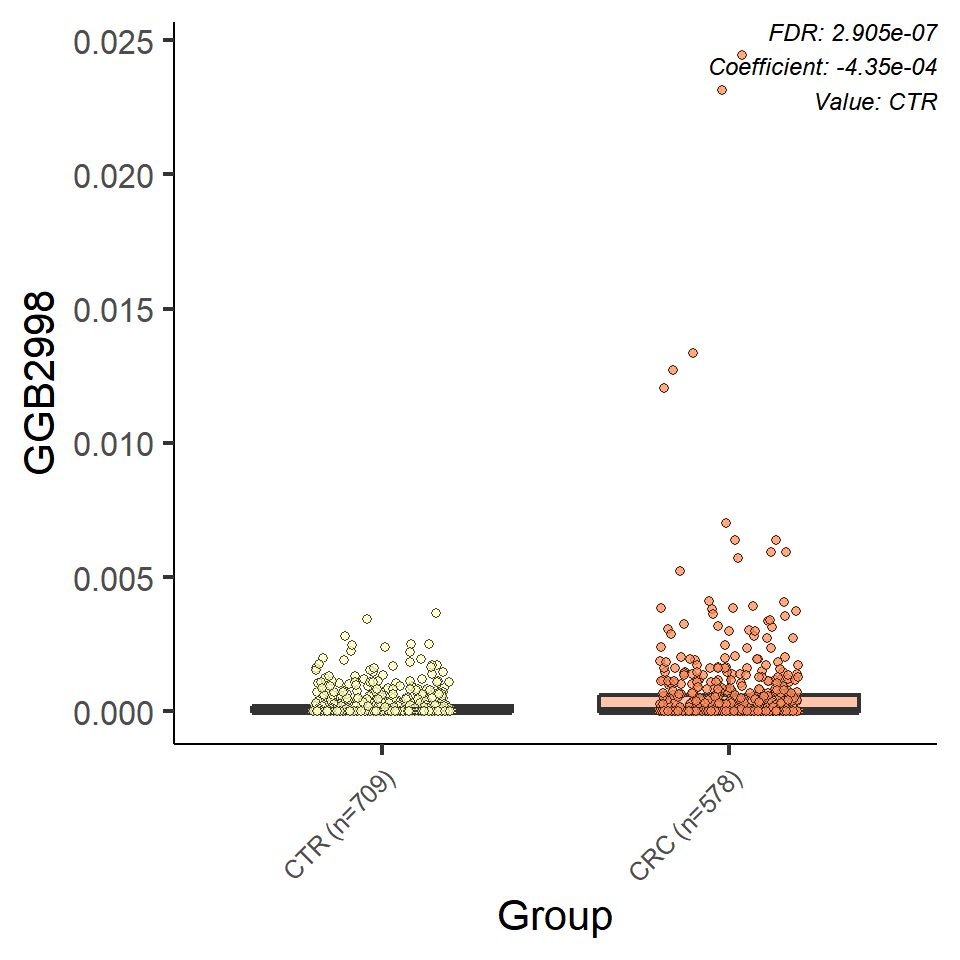 FDR: 2.905e-07
Coefficient: -4.35e-04
Value: CTR
0.025
0.020
0.015
0.010
0.005
0.000
GGB2998
CTR (n=709)
CRC (n=578)
Group